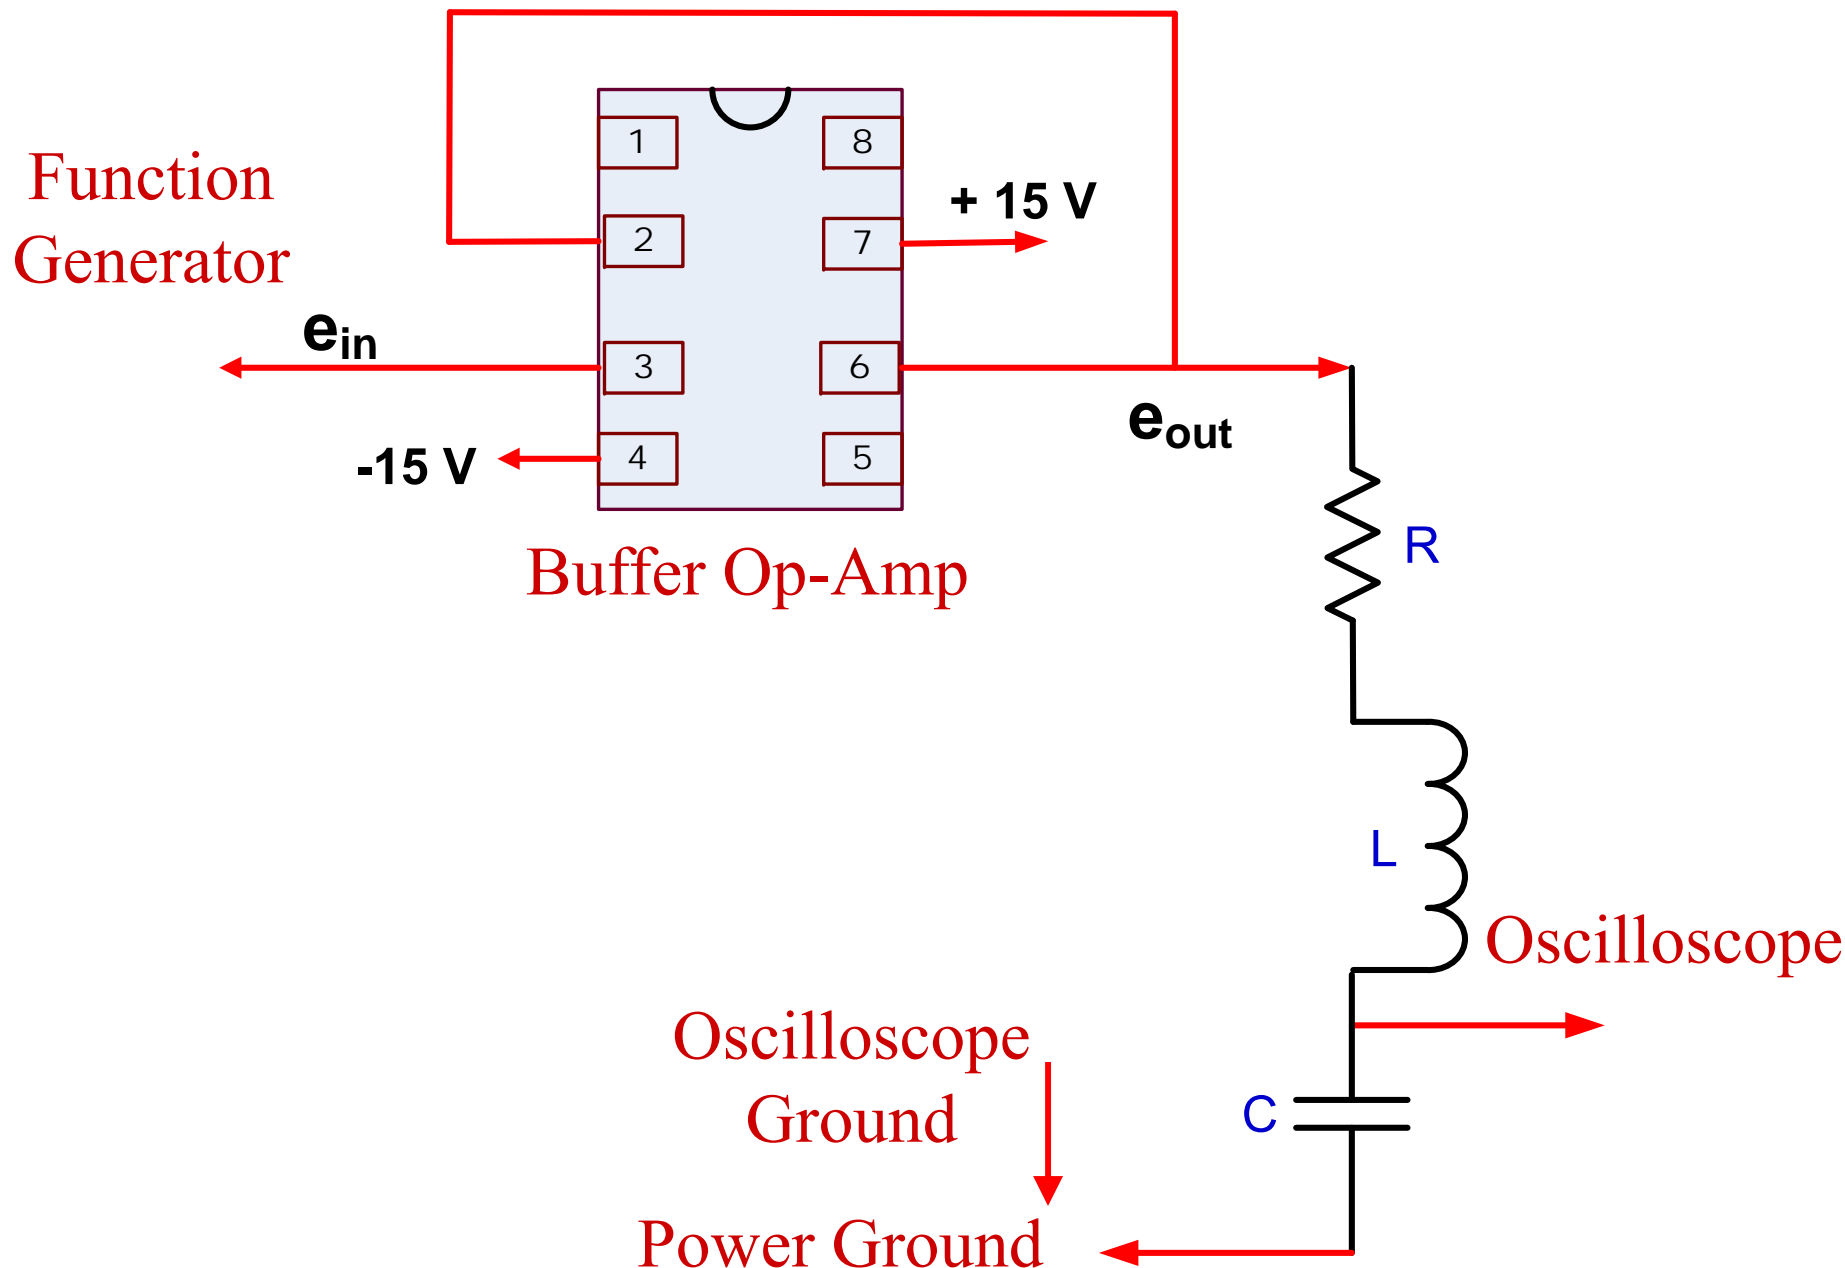 1
8
Function
Generator
+ 15 V
2
7
e_in
3
6
e_out
-15 V
4
5
Buffer Op-Amp
R
L
Oscilloscope
Oscilloscope
Ground
C
Power Ground